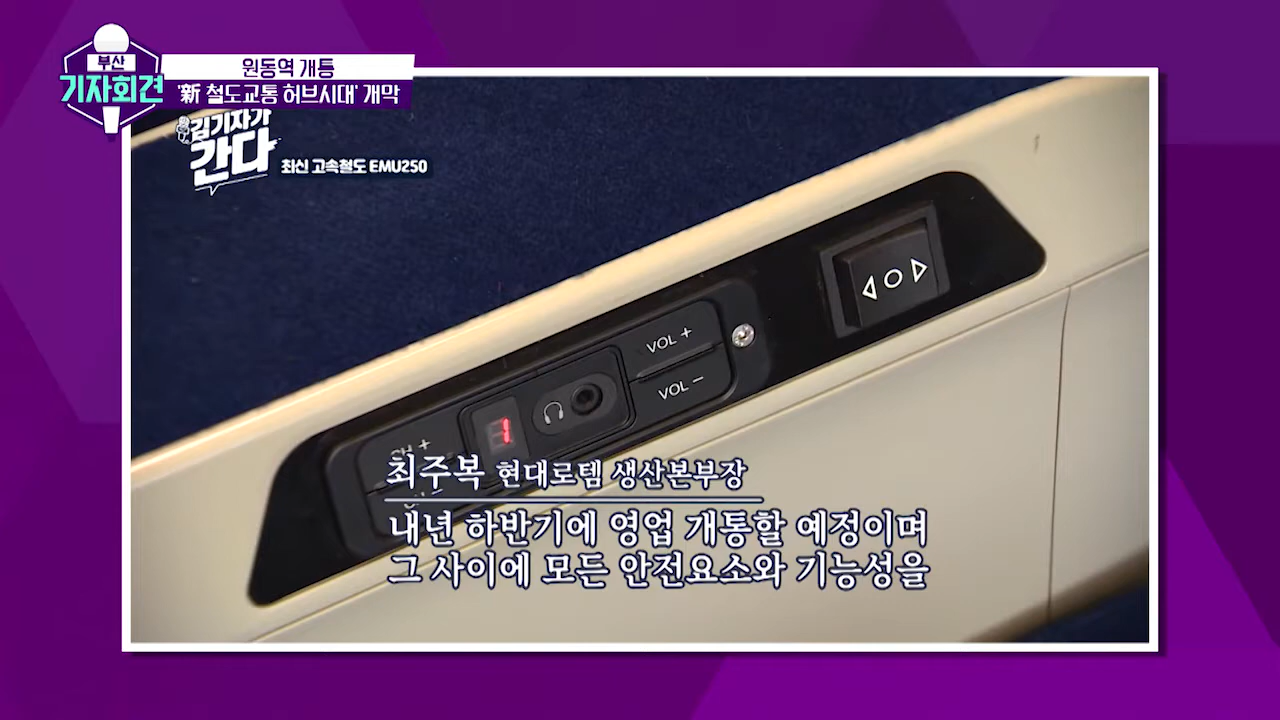 부산
기자회견
원동역 개통
'新 철도교통 허브시대' 개막
김기자가
간다
최신 고속철도 EMU250
VOL +
VOL −
1
최주복 현대로템 생산본부장
내년 하반기에 영업 개통할 예정이며
그 사이에 모든 안전요소와 기능성을